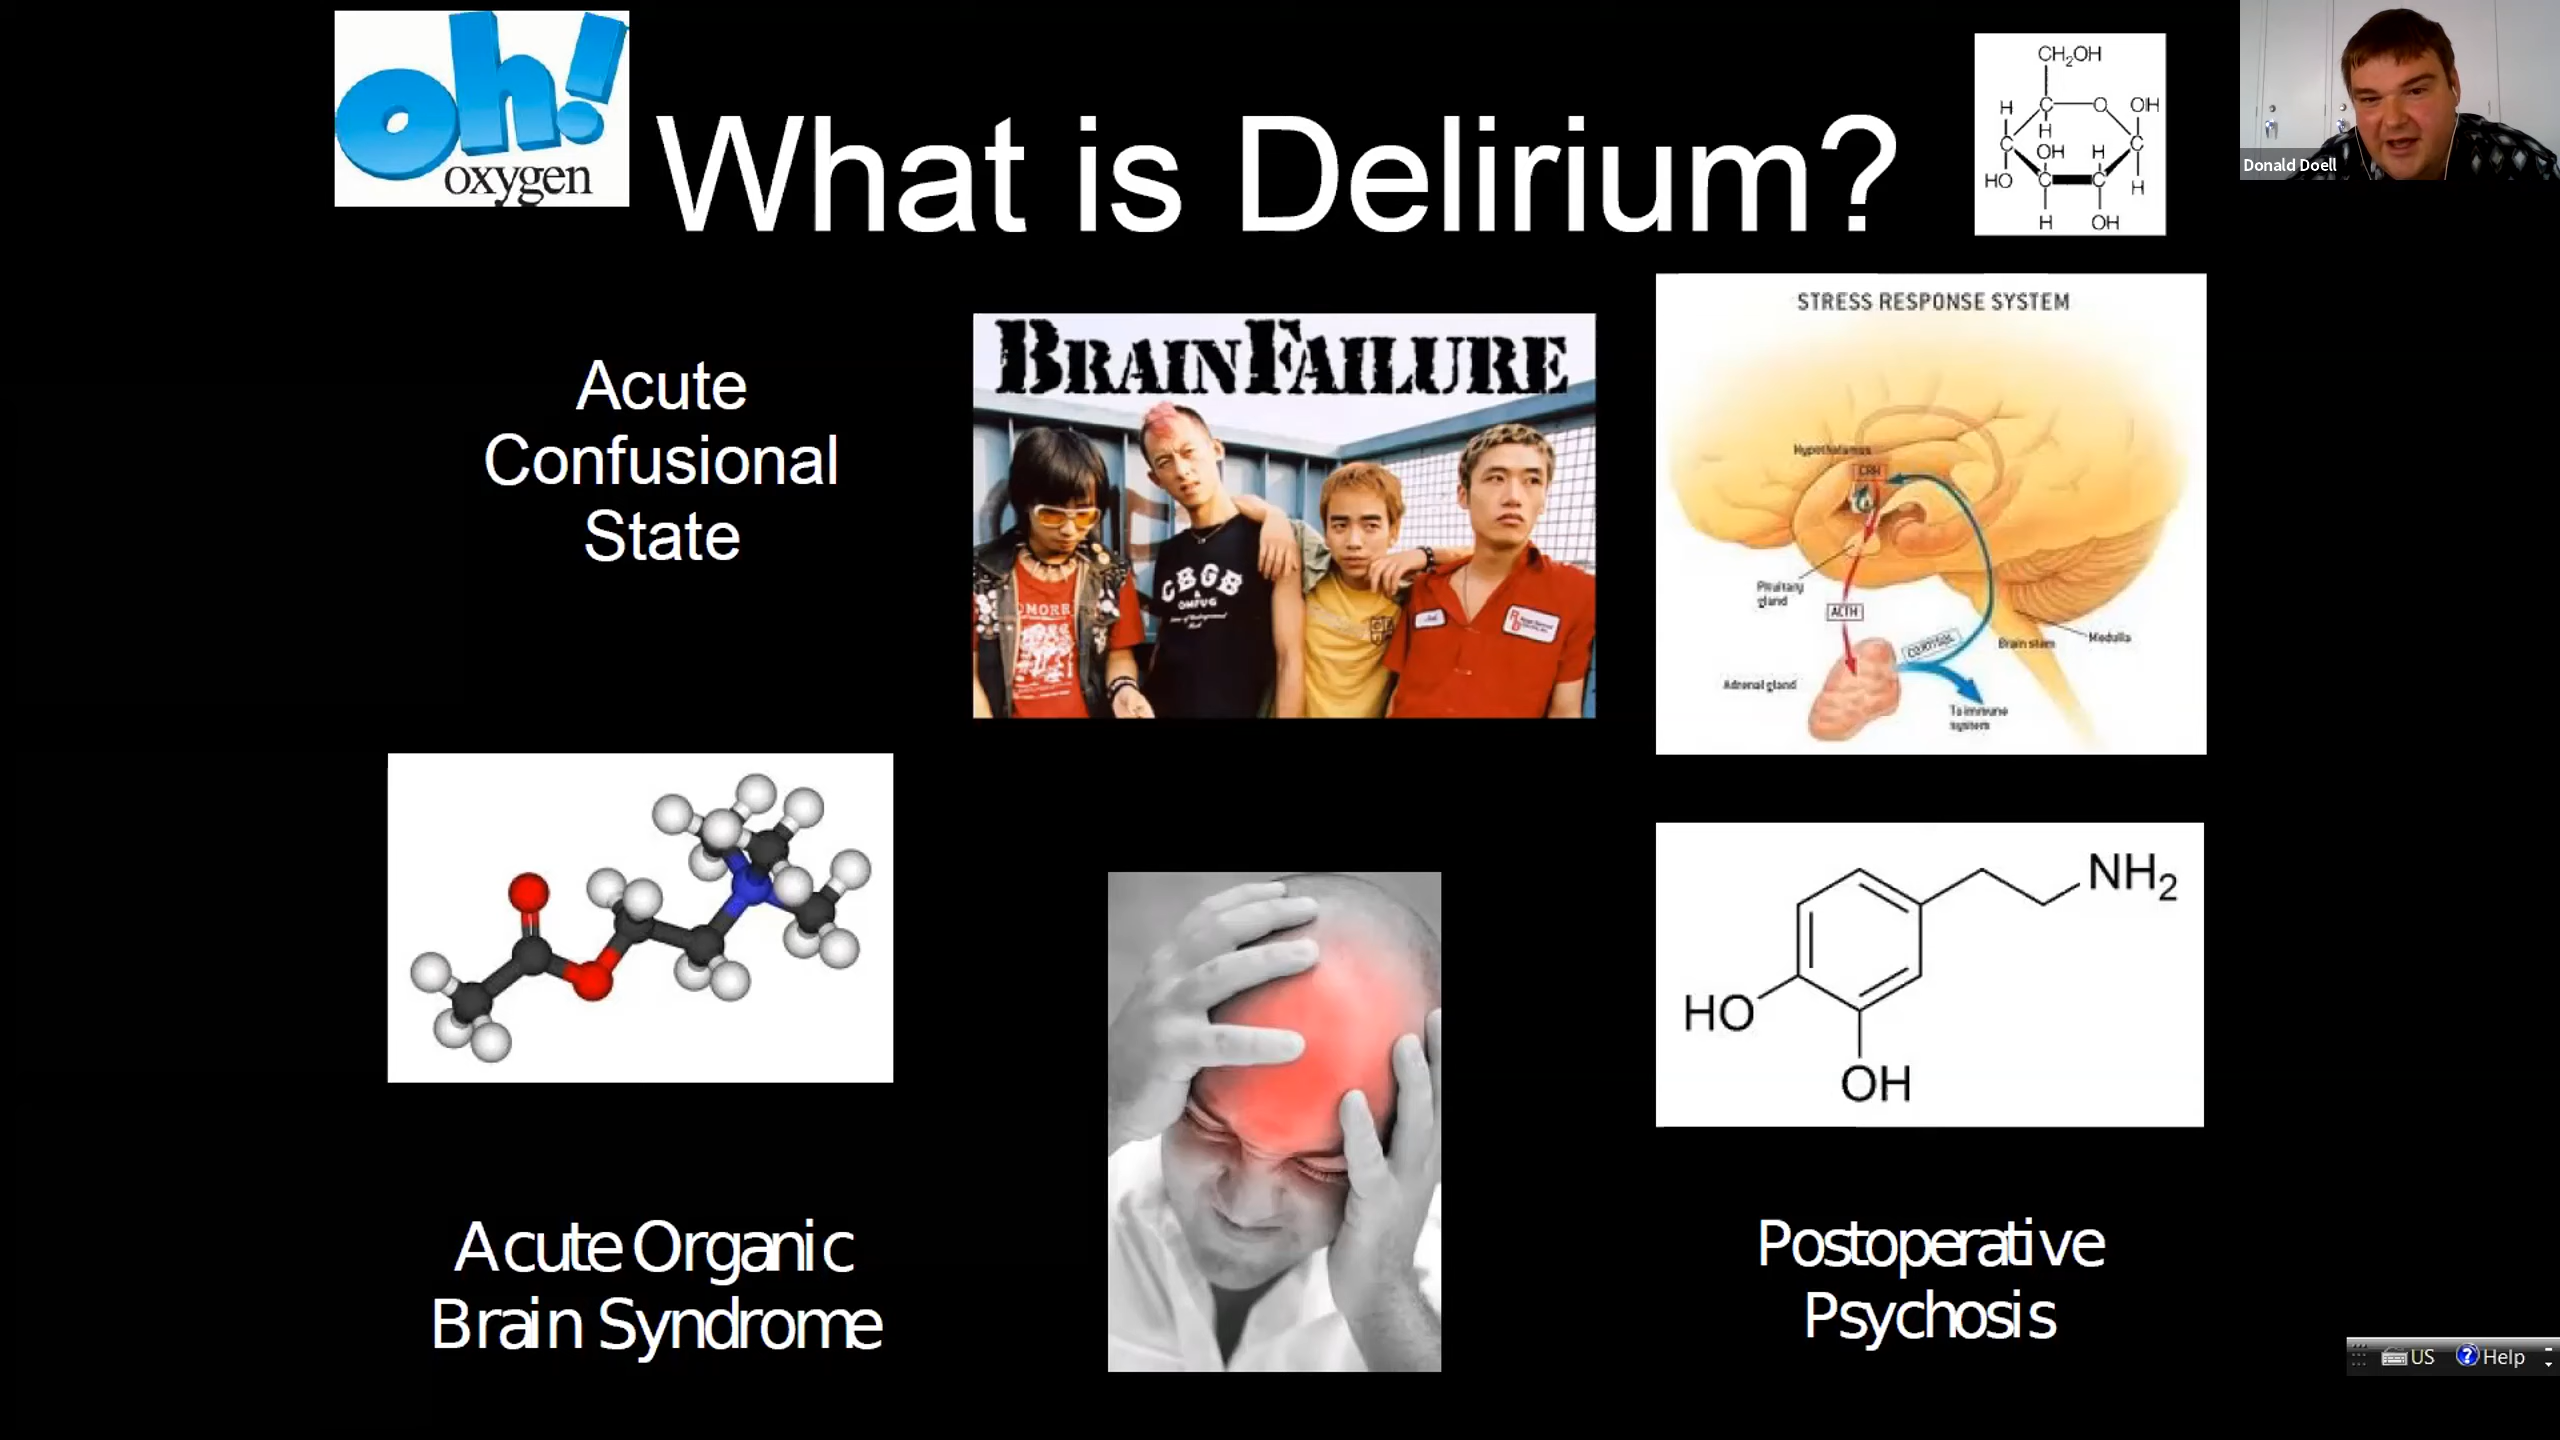 oh!
oxygen
What is Delirium?
CH2OH
H
C
O
OH
H
C
OH
H
C
HO
C
C
H
H
OH
Donald Doell
Acute
Confusional
State
BRAINFAILURE
CBGB
&
OMFUG
STRESS RESPONSE SYSTEM
Hypothalamus
CRH
Pituitary
gland
ACTH
CORTISOL
Brain stem
Medulla
Adrenal gland
To immune
system
NH2
HO
OH
Acute Organic
Brain Syndrome
Postoperative
Psychosis
US Help